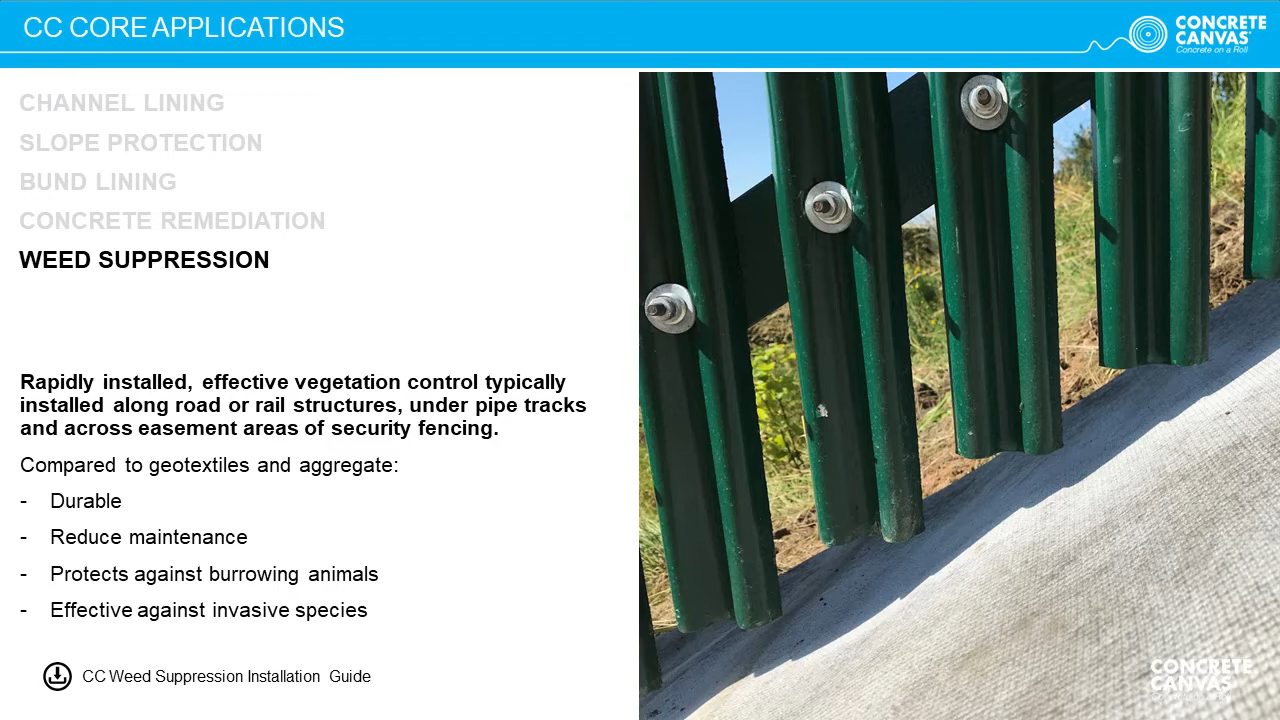 CC CORE APPLICATIONS
CONCRETE
CANVAS®
Concrete on a Roll
CHANNEL LINING
SLOPE PROTECTION
BUND LINING
CONCRETE REMEDIATION
WEED SUPPRESSION
Rapidly installed, effective vegetation control typically
installed along road or rail structures, under pipe tracks
and across easement areas of security fencing.
Compared to geotextiles and aggregate:
- Durable
- Reduce maintenance
- Protects against burrowing animals
- Effective against invasive species
CC Weed Suppression Installation Guide
CONCRETE
CANVAS